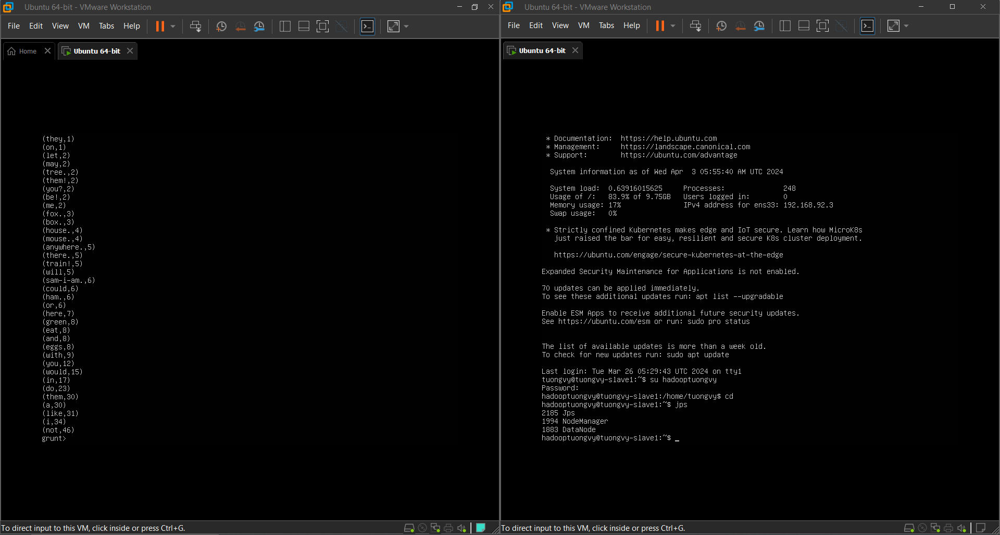 Ubuntu 64-bit - VMware Workstation
File Edit View VM Tabs Help
Home Ubuntu 64-bit
(they,1)
(on,1)
(let,2)
(may,2)
(tree.,2)
(them!,2)
(you?,2)
(be!,2)
(me,2)
(fox.,3)
(box.,3)
(house.,4)
(mouse.,4)
(anywhere.,5)
(there.,5)
(train!,5)
(will,5)
(sam-i-am.,6)
(could,6)
(ham.,6)
(or,6)
(here,7)
(green,8)
(eat,8)
(and,8)
(eggs,8)
(with,9)
(you,12)
(would,15)
(in,17)
(do,23)
(them,30)
(a,30)
(like,31)
(i,34)
(not,46)
grunt>
To direct input to this VM, click inside or press Ctrl+G.
Ubuntu 64-bit - VMware Workstation
File Edit View VM Tabs Help
Ubuntu 64-bit
* Documentation:  https://help.ubuntu.com
* Management:     https://landscape.canonical.com
* Support:        https://ubuntu.com/advantage
System information as of Wed Apr  3 05:55:40 AM UTC 2024
System load:  0.63916015625     Processes:              248
Usage of /:   83.9% of 9.75GB   Users logged in:        0
Memory usage: 17%               IPv4 address for ens33: 192.168.92.3
Swap usage:   0%
* Strictly confined Kubernetes makes edge and IoT secure. Learn how MicroK8s
just raised the bar for easy, resilient and secure K8s cluster deployment.
https://ubuntu.com/engage/secure-kubernetes-at-the-edge
Expanded Security Maintenance for Applications is not enabled.
70 updates can be applied immediately.
To see these additional updates run: apt list --upgradable
Enable ESM Apps to receive additional future security updates.
See https://ubuntu.com/esm or run: sudo pro status
The list of available updates is more than a week old.
To check for new updates run: sudo apt update
Last login: Tue Mar 26 05:29:43 UTC 2024 on tty1
tuongvy@tuongvy-slave1:~$ su hadooptuongvy
Password:
hadooptuongvy@tuongvy-slave1:/home/tuongvy$ cd
hadooptuongvy@tuongvy-slave1:~$ jps
2185 Jps
1994 NodeManager
1883 DataNode
hadooptuongvy@tuongvy-slave1:~$ _
To direct input to this VM, click inside or press Ctrl+G.